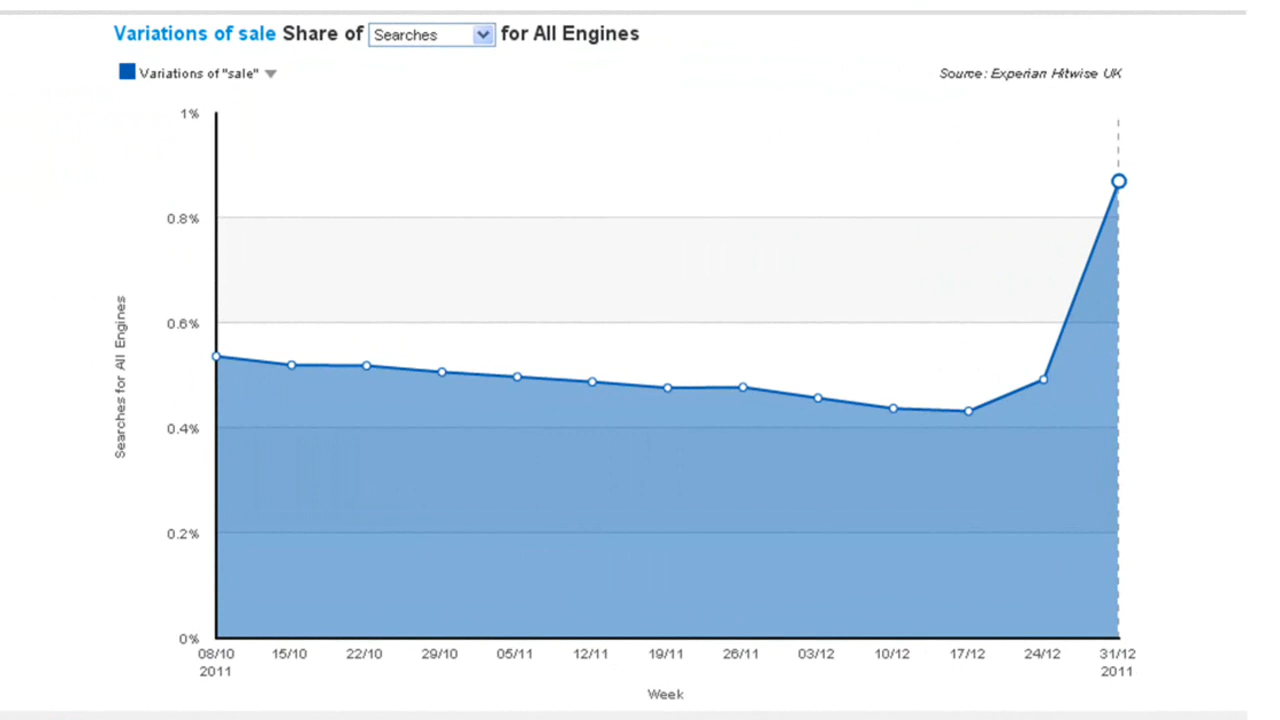 Variations of sale Share of Searches for All Engines
Variations of "sale"
Source: Experian Hitwise UK
1%
0.8%
0.6%
0.4%
0.2%
0%
Searches for All Engines
08/10 15/10 22/10 29/10 05/11 12/11 19/11 26/11 03/12 10/12 17/12 24/12 31/12
2011 2011
Week